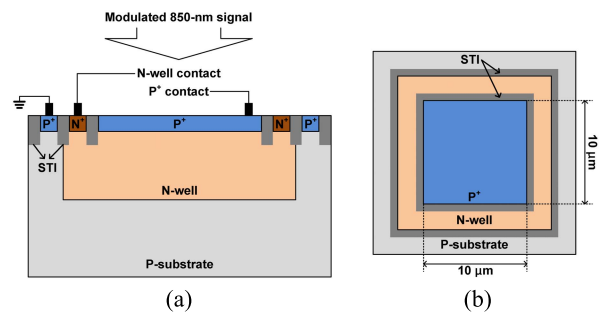 Modulated 850-nm signal
N-well contact
P+ contact
P+
N+
P+
N+
P+
STI
N-well
P-substrate
(a)
STI
P+
N-well
P-substrate
10 μm
10 μm
(b)